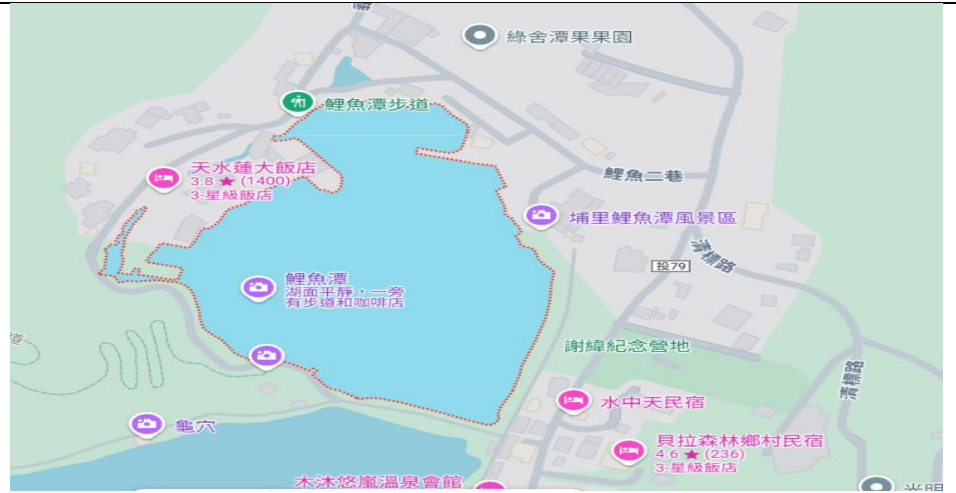 綠舍潭果果園
鯉魚潭步道
天水蓮大飯店
3.8 ★ (1400)
3-星級飯店
鯉魚二巷
埔里鯉魚潭風景區
清標路
投79
鯉魚潭
湖面平靜，一旁
有步道和咖啡店
道
謝緯紀念營地
清標路
水中天民宿
龜穴
貝拉森林鄉村民宿
4.6 ★ (236)
3-星級飯店
木沐悠嵐溫泉會館